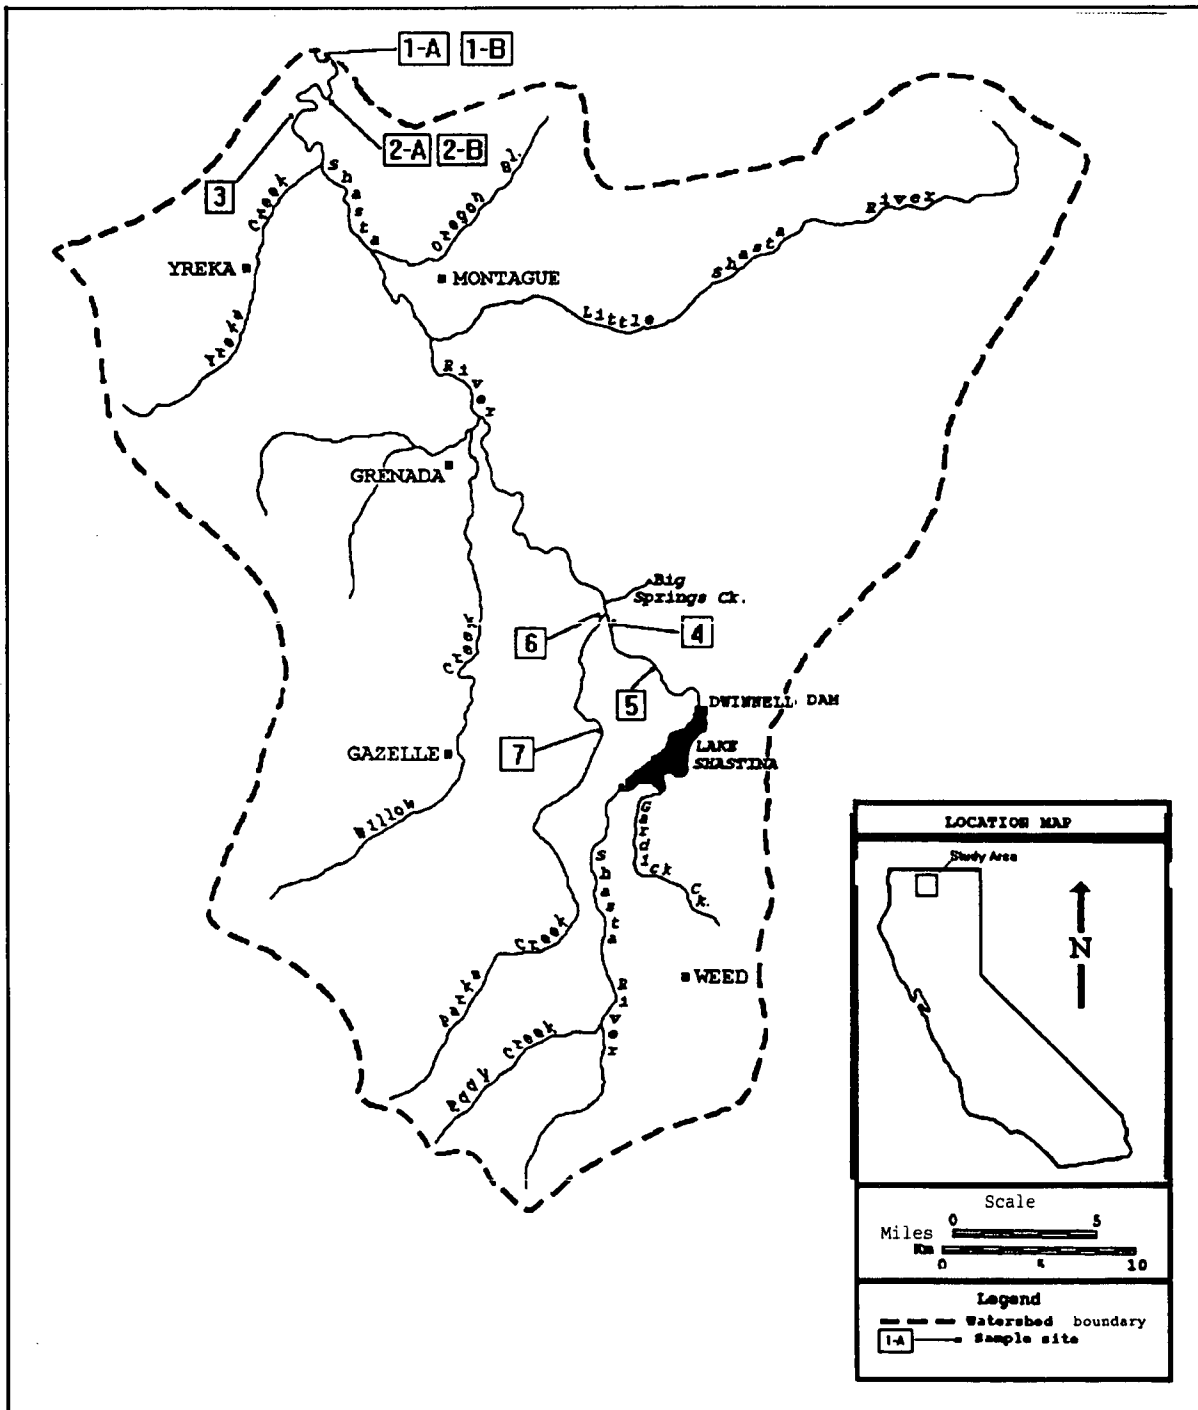 1-A 1-B
2-A 2-B
3
Shasta
River
Yreka Creek
Oregon Sl.
Little Shasta River
YREKA
MONTAGUE
GRENADA
Big
Springs Ck.
6
4
5
7
DWINNELL DAM
LAKE
SHASTINA
GAZELLE
Willow Creek
Garrick Ck.
Shasta River
Parks Creek
Eddy Creek
WEED
LOCATION MAP
Study Area
N
Scale
0 5
Miles
Km
0 5 10
Legend
Watershed boundary
1-A Sample site